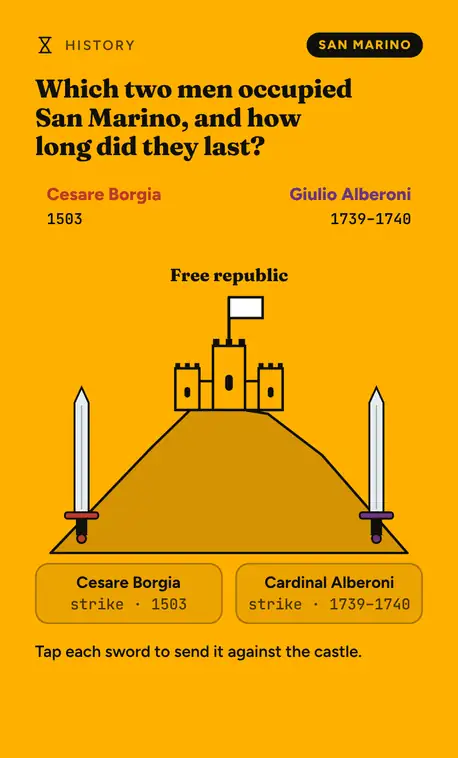 HISTORY
SAN MARINO
Which two men occupied
San Marino, and how
long did they last?
Cesare Borgia
1503
Giulio Alberoni
1739–1740
Free republic
Cesare Borgia
strike · 1503
Cardinal Alberoni
strike · 1739–1740
Tap each sword to send it against the castle.